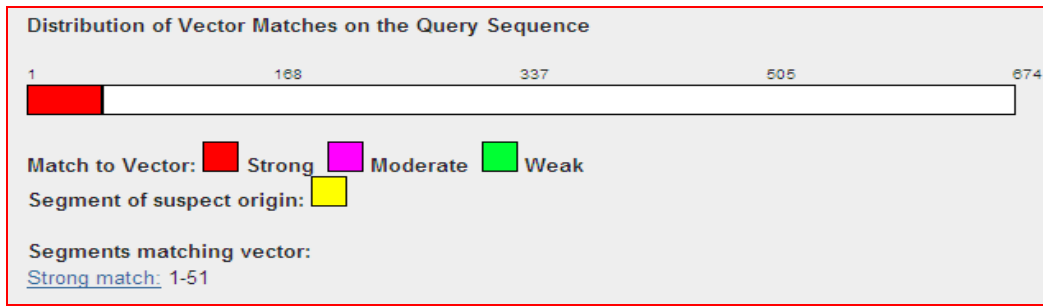 Distribution of Vector Matches on the Query Sequence
1 168 337 505 674
Match to Vector: Strong Moderate Weak
Segment of suspect origin:
Segments matching vector:
Strong match: 1-51